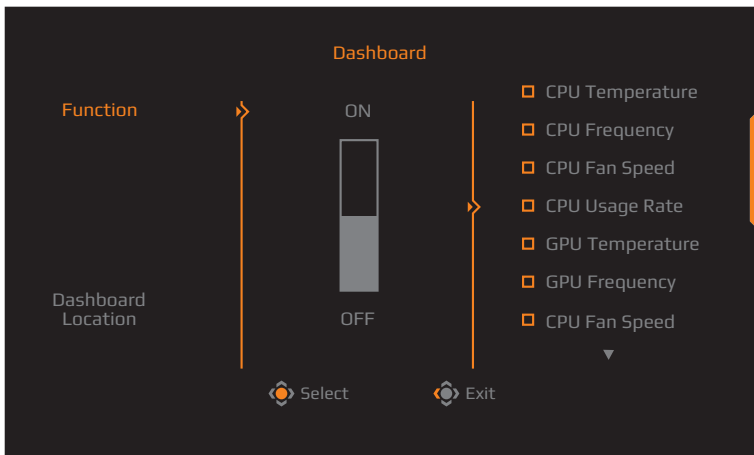 Dashboard
Function
ON
OFF
Dashboard
Location
CPU Temperature
CPU Frequency
CPU Fan Speed
CPU Usage Rate
GPU Temperature
GPU Frequency
CPU Fan Speed
Select
Exit